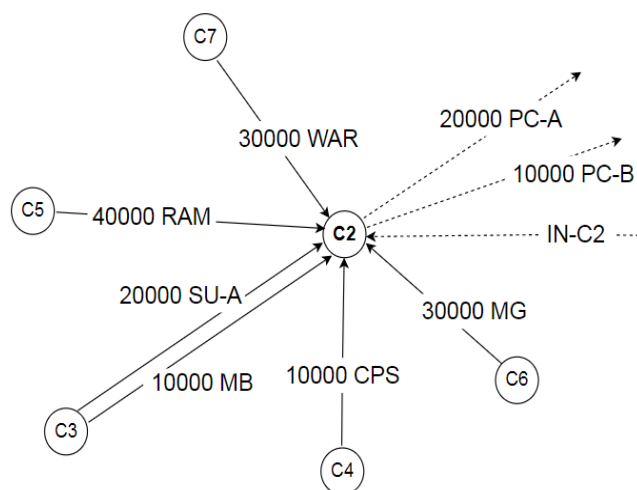 C7
20000 PC-A
30000 WAR
10000 PC-B
C5
40000 RAM
C2
IN-C2
20000 SU-A
30000 MG
10000 MB
10000 CPS
C6
C3
C4